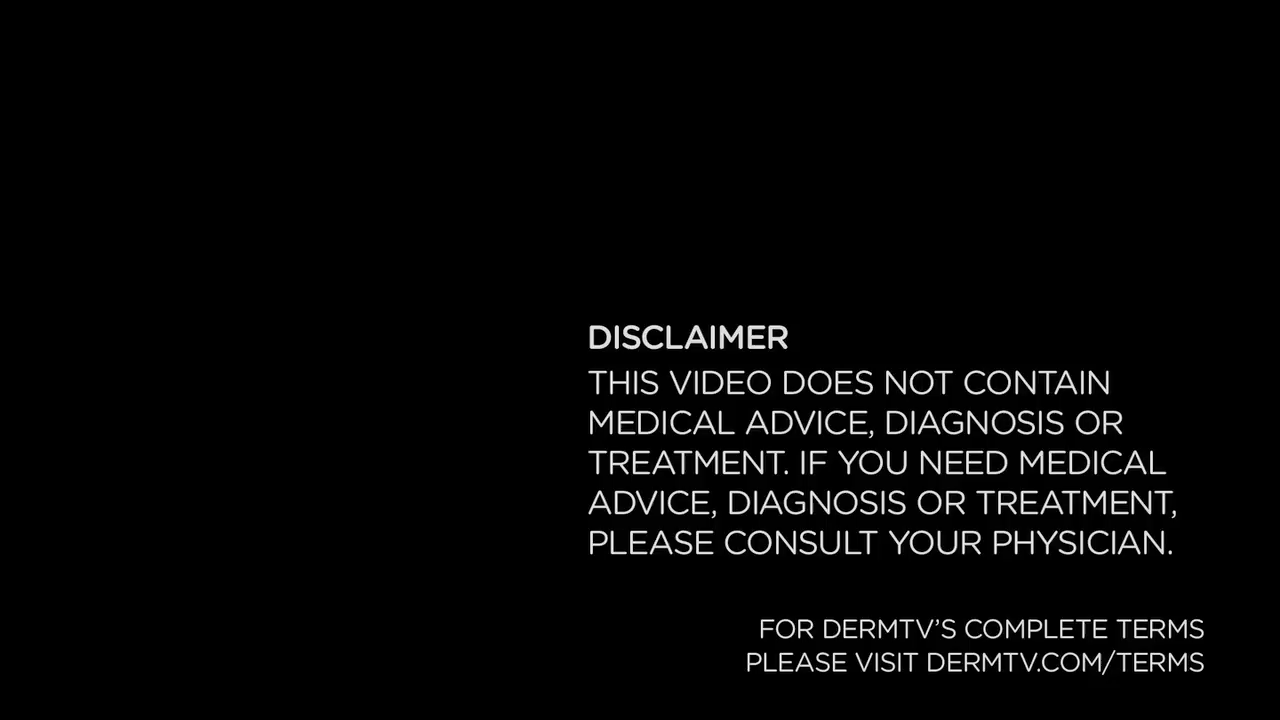 DISCLAIMER
THIS VIDEO DOES NOT CONTAIN
MEDICAL ADVICE, DIAGNOSIS OR
TREATMENT. IF YOU NEED MEDICAL
ADVICE, DIAGNOSIS OR TREATMENT,
PLEASE CONSULT YOUR PHYSICIAN.
FOR DERMTV’S COMPLETE TERMS
PLEASE VISIT DERMTV.COM/TERMS